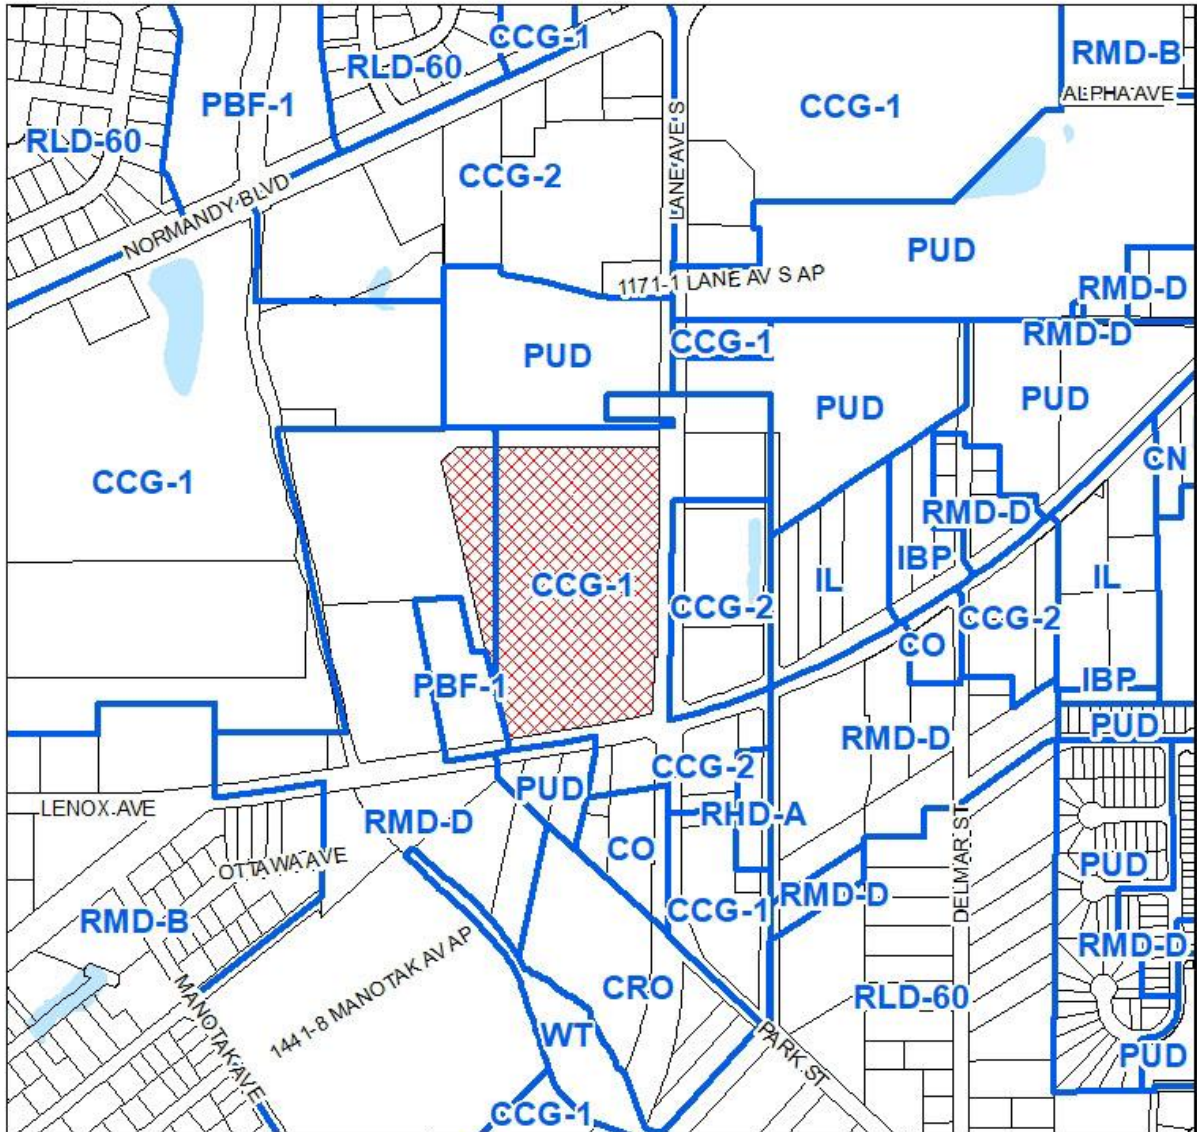 CCG-1
RLD-60
RMD-B
ALPHA AVE
PBF-1
CCG-1
RLD-60
LANE AVE S
CCG-2
NORMANDY BLVD
PUD
1171-1 LANE AV S AP
RMD-D
RMD-D
CCG-1
PUD
PUD
PUD
CN
CCG-1
RMD-D
IBP
IL
IL
CCG-1
CCG-2
CCG-2
CO
PBF-1
IBP
PUD
RMD-D
CCG-2
PUD
LENOX AVE
RMD-D
RHD-A
CO
OTTAWA AVE
PUD
DELMAR ST
RMD-D
CCG-1
RMD-B
RMD-D
1441-8 MANOTAK AV AP
CRO
RLD-60
MANOTAK AVE
WT
PARK ST
PUD
CCG-1